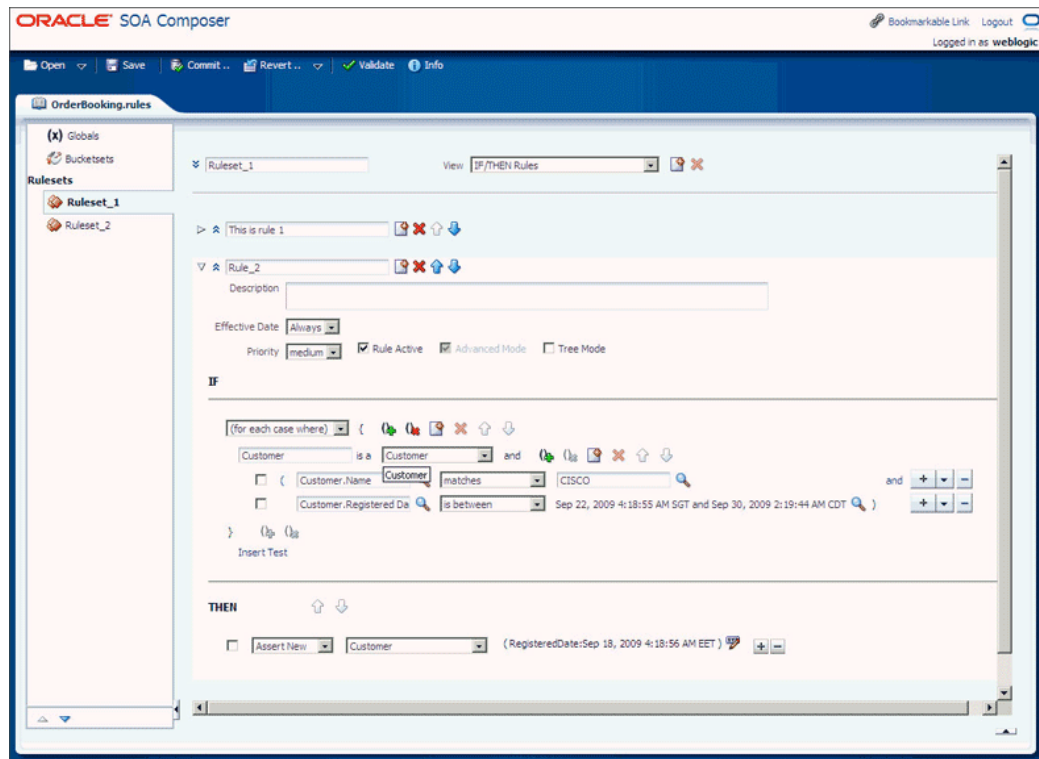 ORACLE SOA Composer
Bookmarkable Link Logout
Logged in as weblogic
Open Save Commit .. Revert .. Validate Info
OrderBooking.rules
(x) Globals
Bucketsets
Rulesets
Ruleset_1
Ruleset_2
Ruleset_1 View IF/THEN Rules
This is rule 1
Rule_2
Description
Effective Date Always
Priority medium Rule Active Advanced Mode Tree Mode
IF
(for each case where) {
Customer is a Customer and
Customer
( Customer.Name matches CISCO and + -
Customer.Registered Da is between Sep 22, 2009 4:18:55 AM SGT and Sep 30, 2009 2:19:44 AM CDT ) + -
}
Insert Test
THEN
Assert New Customer ( RegisteredDate:Sep 18, 2009 4:18:56 AM EET ) + -